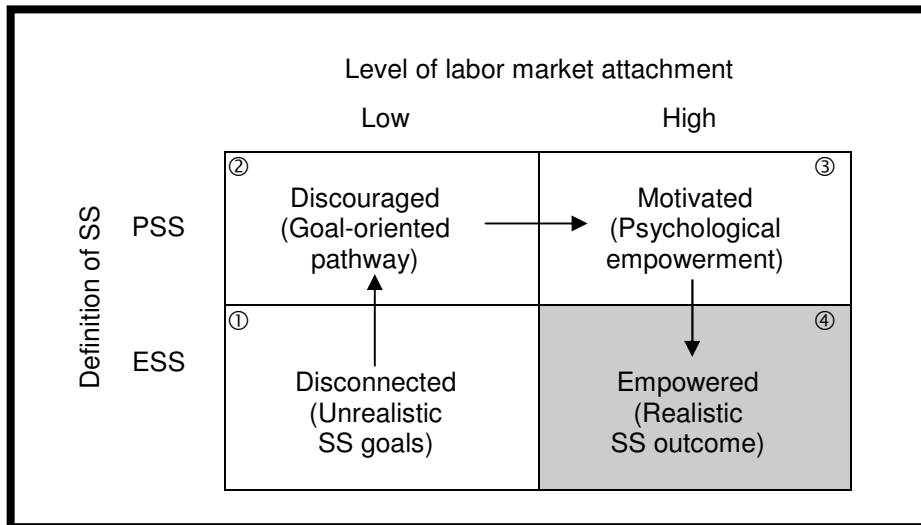 Level of labor market attachment
Low High
② ③
Discouraged Motivated
PSS (Goal-oriented (Psychological
pathway) empowerment)
Definition of SS
① ④
ESS
Disconnected Empowered
(Unrealistic (Realistic
SS goals) SS outcome)